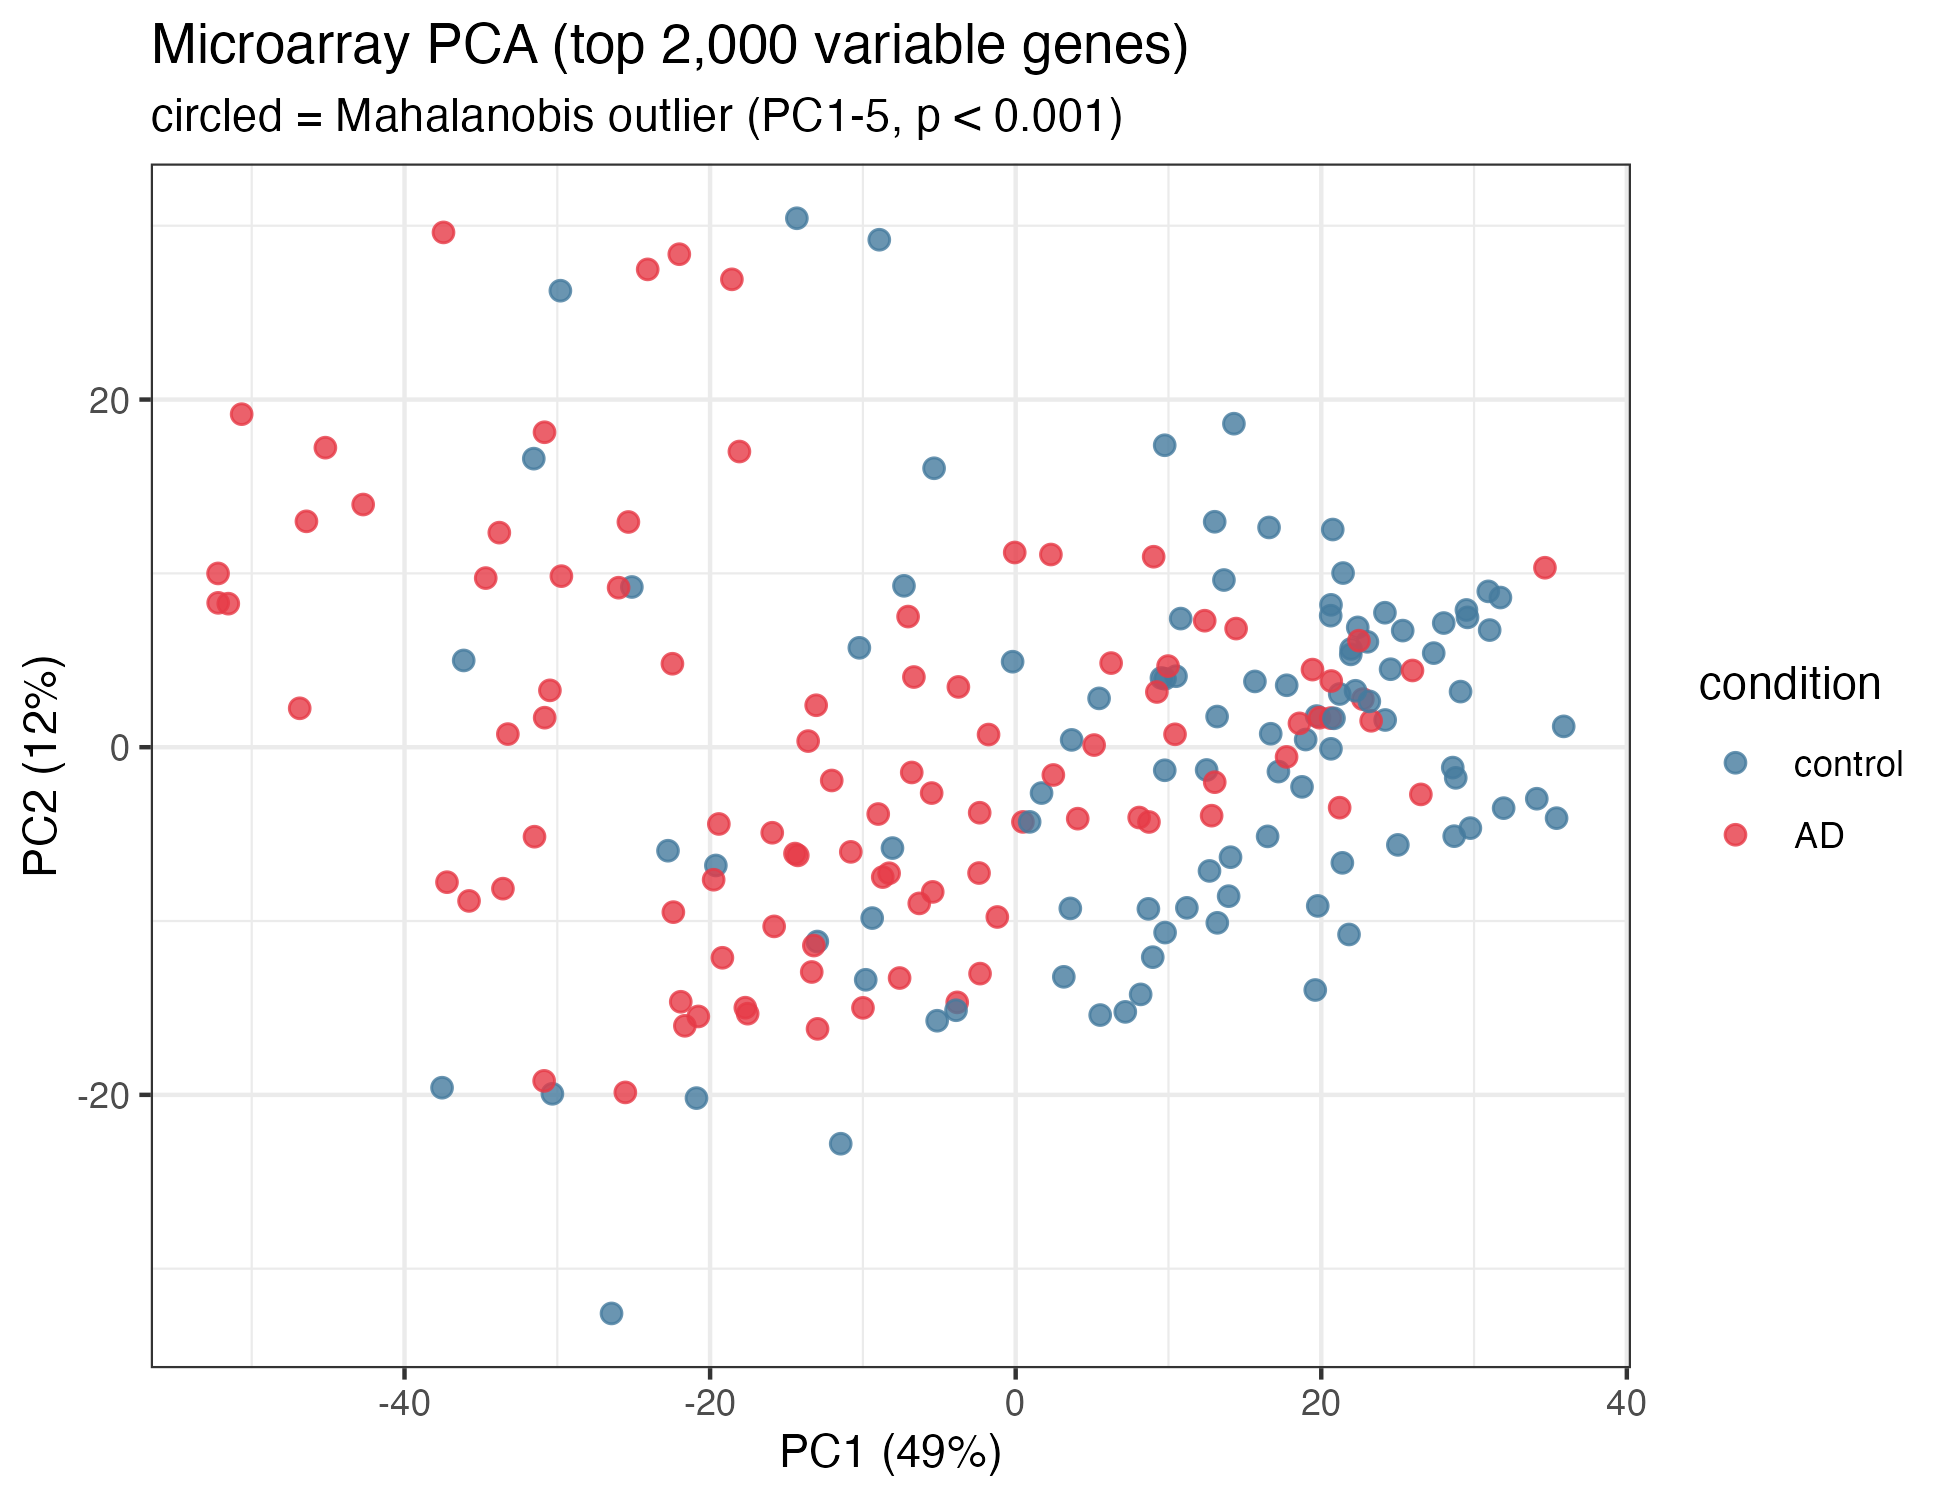 Microarray PCA (top 2,000 variable genes)
circled = Mahalanobis outlier (PC1-5, p < 0.001)
PC2 (12%)
20
0
-20
-40
-20
0
20
40
PC1 (49%)
condition
control
AD